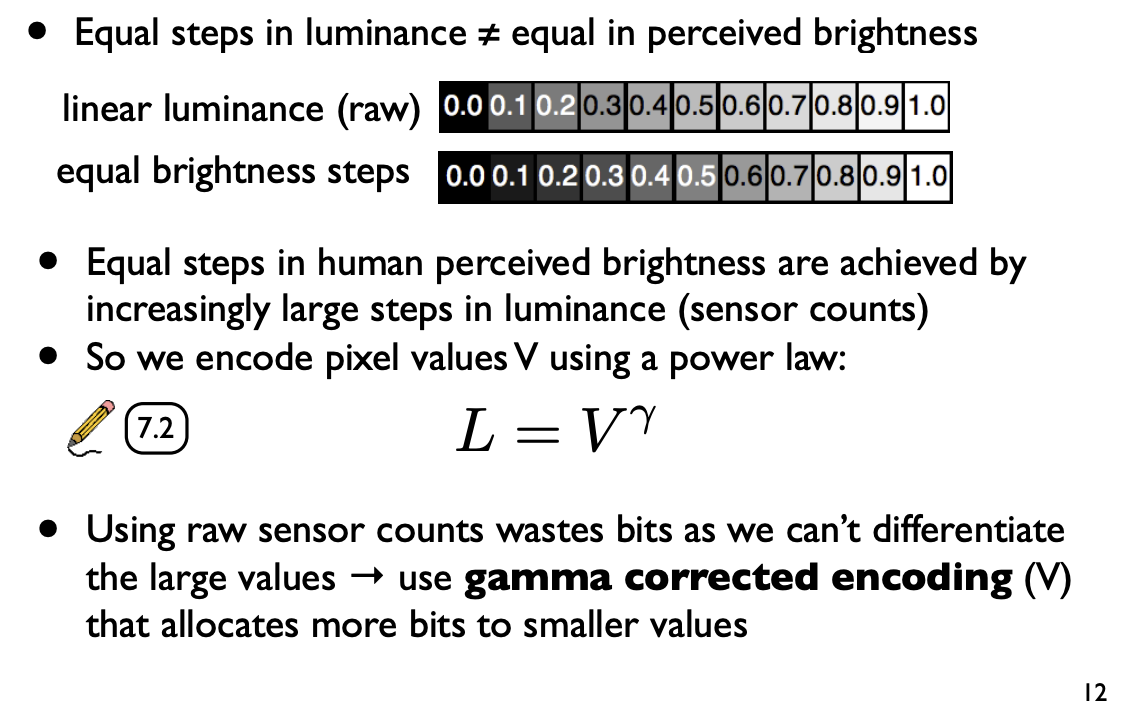 • Equal steps in luminance ≠ equal in perceived brightness
linear luminance (raw) 0.0 0.1 0.2 0.3 0.4 0.5 0.6 0.7 0.8 0.9 1.0
equal brightness steps 0.0 0.1 0.2 0.3 0.4 0.5 0.6 0.7 0.8 0.9 1.0
• Equal steps in human perceived brightness are achieved by
increasingly large steps in luminance (sensor counts)
• So we encode pixel values V using a power law:
7.2 L = V^γ
• Using raw sensor counts wastes bits as we can’t differentiate
the large values → use gamma corrected encoding (V)
that allocates more bits to smaller values
12